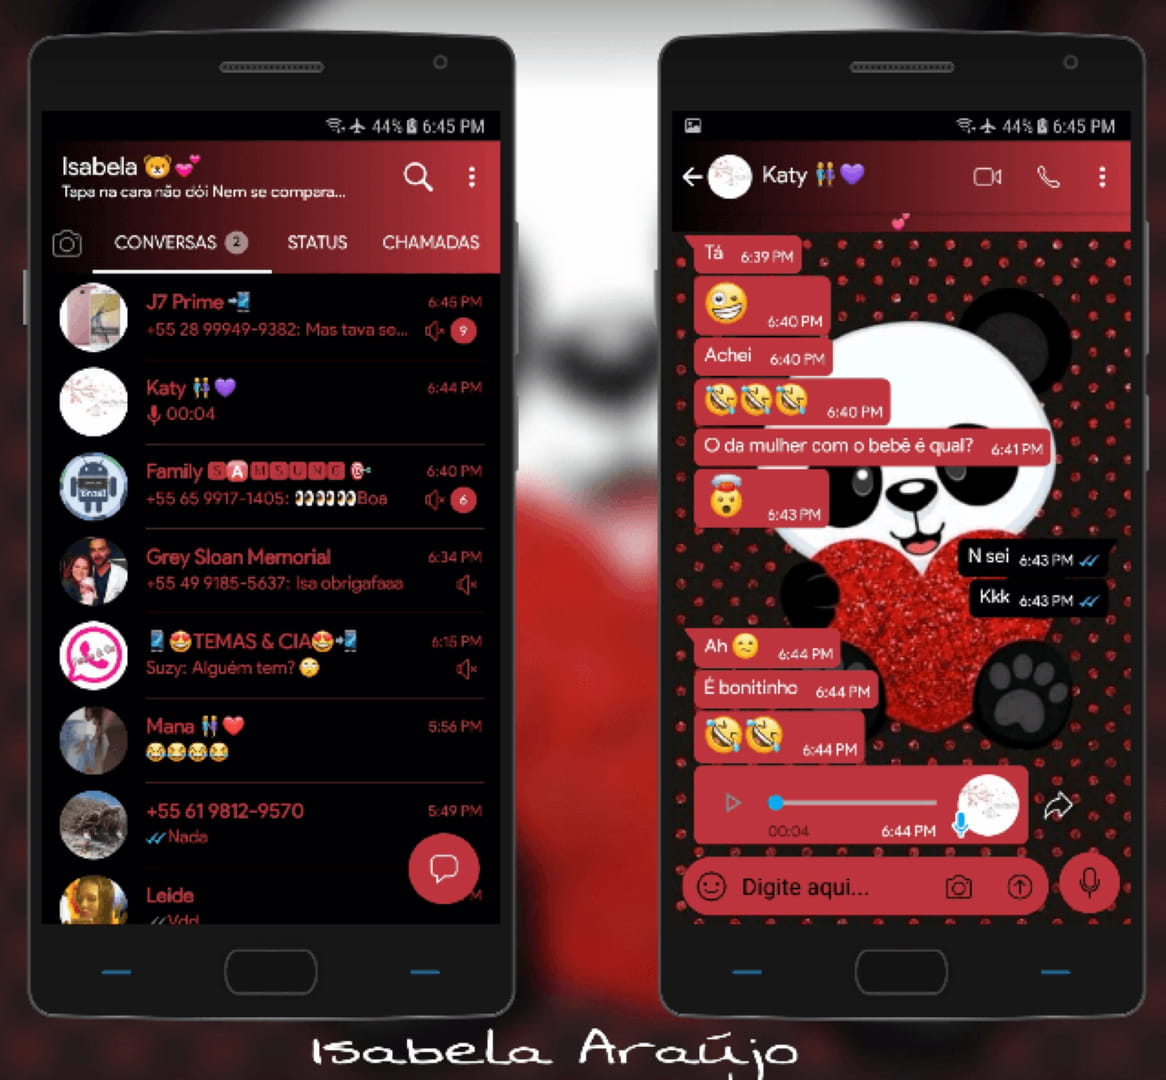 44% 6:45 PM
Isabela 🐻💕
Tapa na cara não dói Nem se compara...
CONVERSAS 2 STATUS CHAMADAS
J7 Prime 📲 6:45 PM
+55 28 99949-9382: Mas tava se... 9
Katy 👫💜 6:44 PM
00:04
Family 🆂🅰🅼🆂🆄🅽🅶 🎯 6:40 PM
+55 65 9917-1405: 👀👀👀Boa 6
Grey Sloan Memorial 6:34 PM
+55 49 9185-5637: Isa obrigafaaa
📱😍TEMAS & CIA😍📲 6:15 PM
Suzy: Alguém tem? 🙄
Mana 👫❤️ 5:56 PM
😂😂😂😂
+55 61 9812-9570 5:49 PM
Nada
Leide
Vdd
44% 6:45 PM
Katy 👫💜
💕
Tá 6:39 PM
🤪 6:40 PM
Achei 6:40 PM
🤣🤣🤣 6:40 PM
O da mulher com o bebê é qual? 6:41 PM
🤯 6:43 PM
N sei 6:43 PM
Kkk 6:43 PM
Ah 😕 6:44 PM
É bonitinho 6:44 PM
🤣🤣 6:44 PM
00:04 6:44 PM
Digite aqui...
Isabela Araújo